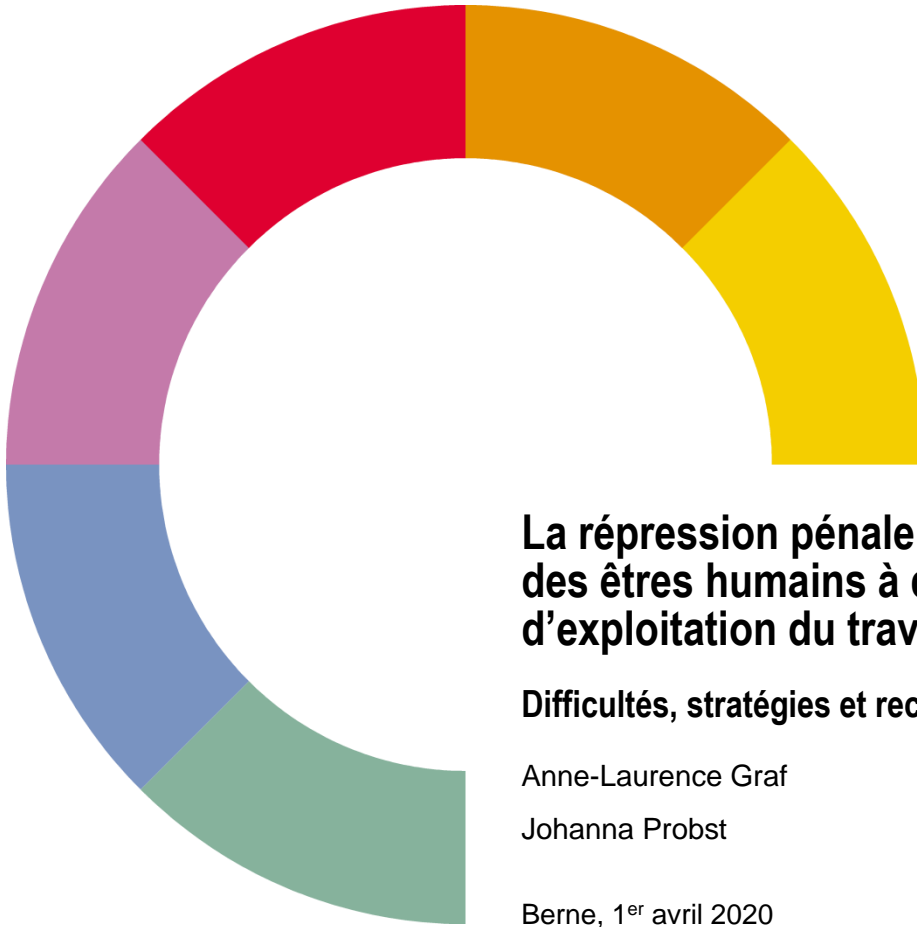 La répression pénale
des êtres humains à
d'exploitation du
Difficultés, stratégies et
Anne-Laurence Graf
Johanna Probst
Berne, 1er avril 2020